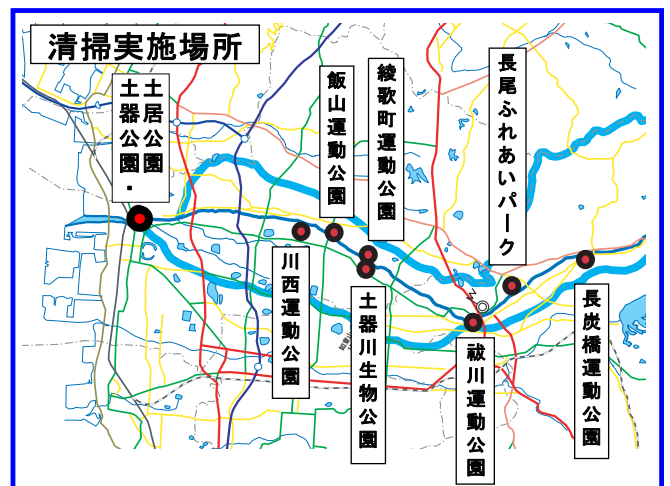 清掃実施場所
土居公園
土器公園・
飯山運動公園
綾歌町運動公園
長尾ふれあいパーク
川西運動公園
土器川生物公園
祓川運動公園
長炭橋運動公園